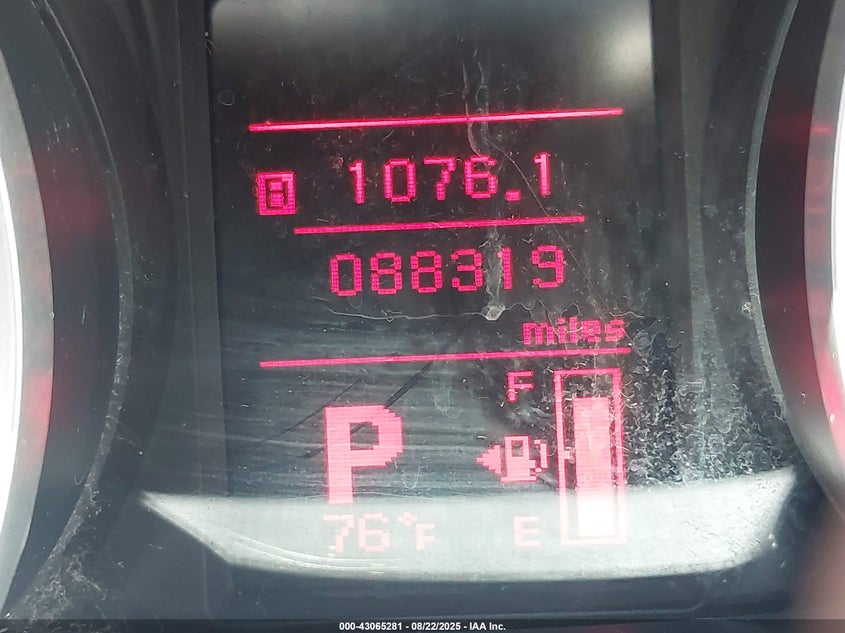 B 1076.1
088319
miles
F
P
76°F E
000-43065281 - 08/22/2025 - IAA Inc.